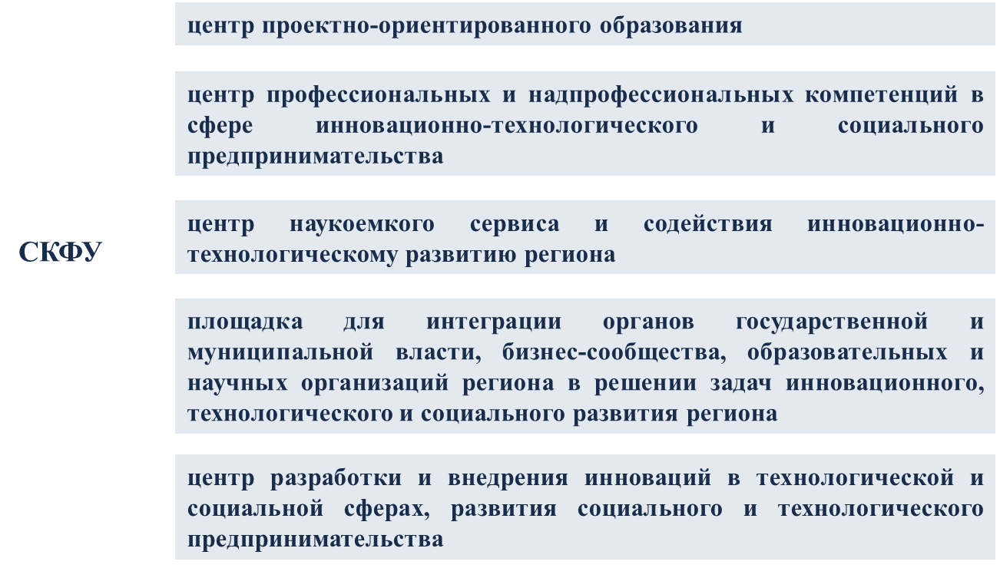 центр проектно-ориентированного образования
центр профессиональных и надпрофессиональных компетенций в
сфере инновационно-технологического и социального
предпринимательства
центр наукоемкого сервиса и содействия инновационно-
технологическому развитию региона
СКФУ
площадка для интеграции органов государственной и
муниципальной власти, бизнес-сообщества, образовательных и
научных организаций региона в решении задач инновационного,
технологического и социального развития региона
центр разработки и внедрения инноваций в технологической и
социальной сферах, развития социального и технологического
предпринимательства